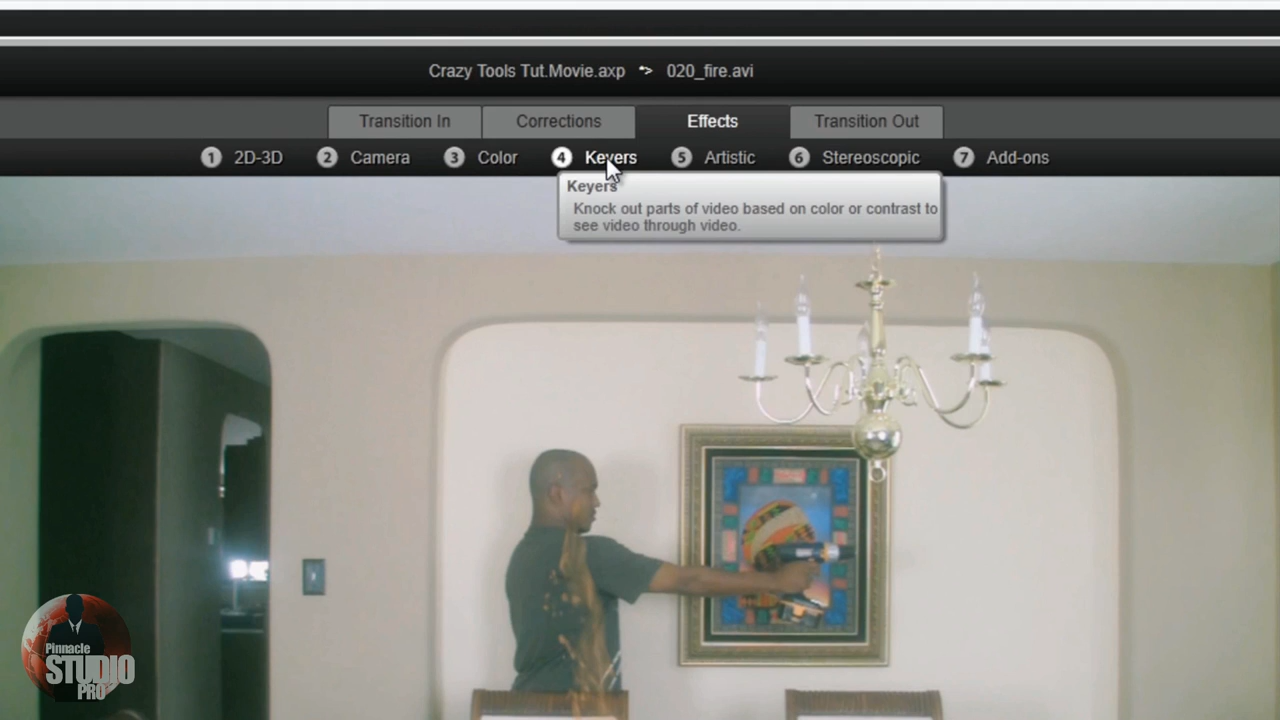 Crazy Tools Tut.Movie.axp 020_fire.avi
Transition In Corrections Effects Transition Out
1 2D-3D 2 Camera 3 Color 4 Keyers 5 Artistic 6 Stereoscopic 7 Add-ons
Keyers
Knock out parts of video based on color or contrast to
see video through video.
Pinnacle
STUDIO
PRO